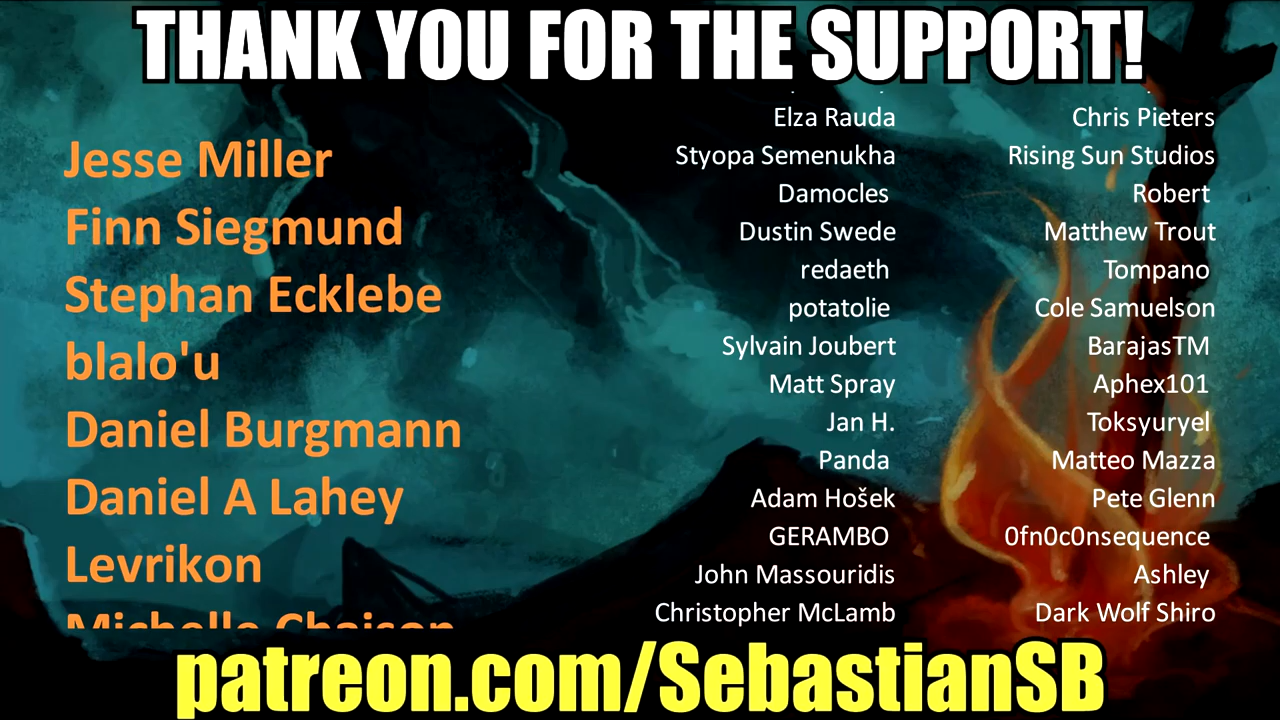 THANK YOU FOR THE SUPPORT!
Jesse Miller
Finn Siegmund
Stephan Ecklebe
blalo'u
Daniel Burgmann
Daniel A Lahey
Levrikon
Michelle Chaison
Elza Rauda
Styopa Semenukha
Damocles
Dustin Swede
redaeth
potatolie
Sylvain Joubert
Matt Spray
Jan H.
Panda
Adam Hošek
GERAMBO
John Massouridis
Christopher McLamb
Chris Pieters
Rising Sun Studios
Robert
Matthew Trout
Tompano
Cole Samuelson
BarajasTM
Aphex101
Toksyuryel
Matteo Mazza
Pete Glenn
0fn0c0nsequence
Ashley
Dark Wolf Shiro
patreon.com/SebastianSB